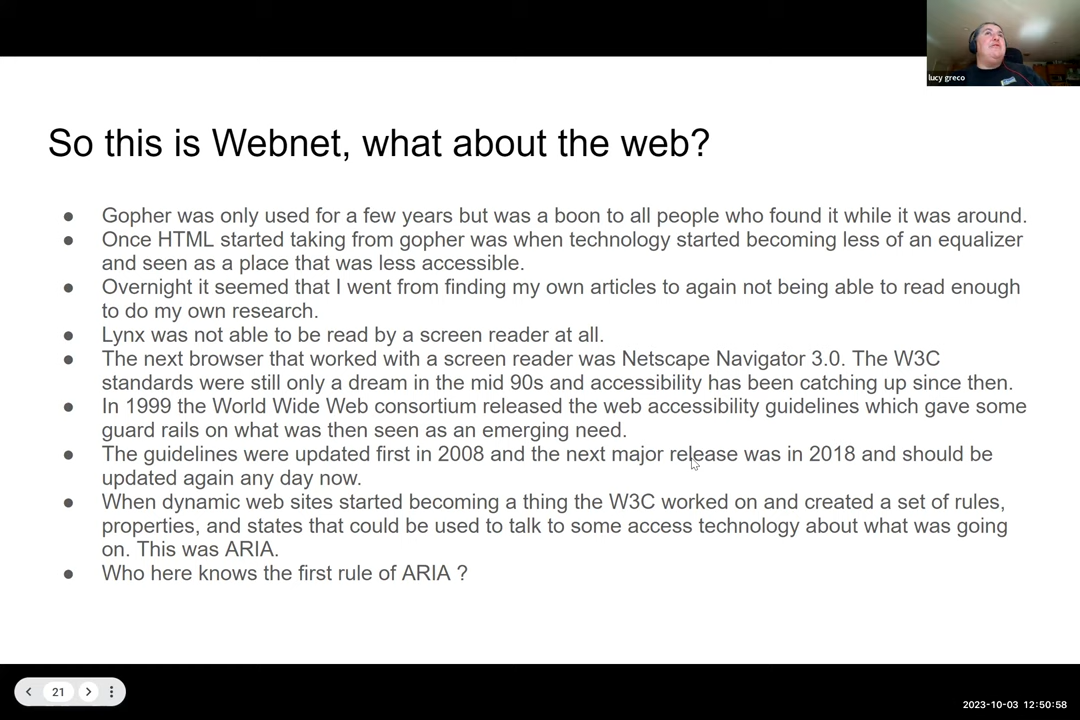 lucy greco
So this is Webnet, what about the web?
● Gopher was only used for a few years but was a boon to all people who found it while it was around.
● Once HTML started taking from gopher was when technology started becoming less of an equalizer
and seen as a place that was less accessible.
● Overnight it seemed that I went from finding my own articles to again not being able to read enough
to do my own research.
● Lynx was not able to be read by a screen reader at all.
● The next browser that worked with a screen reader was Netscape Navigator 3.0. The W3C
standards were still only a dream in the mid 90s and accessibility has been catching up since then.
● In 1999 the World Wide Web consortium released the web accessibility guidelines which gave some
guard rails on what was then seen as an emerging need.
● The guidelines were updated first in 2008 and the next major release was in 2018 and should be
updated again any day now.
● When dynamic web sites started becoming a thing the W3C worked on and created a set of rules,
properties, and states that could be used to talk to some access technology about what was going
on. This was ARIA.
● Who here knows the first rule of ARIA ?
21
2023-10-03 12:50:58